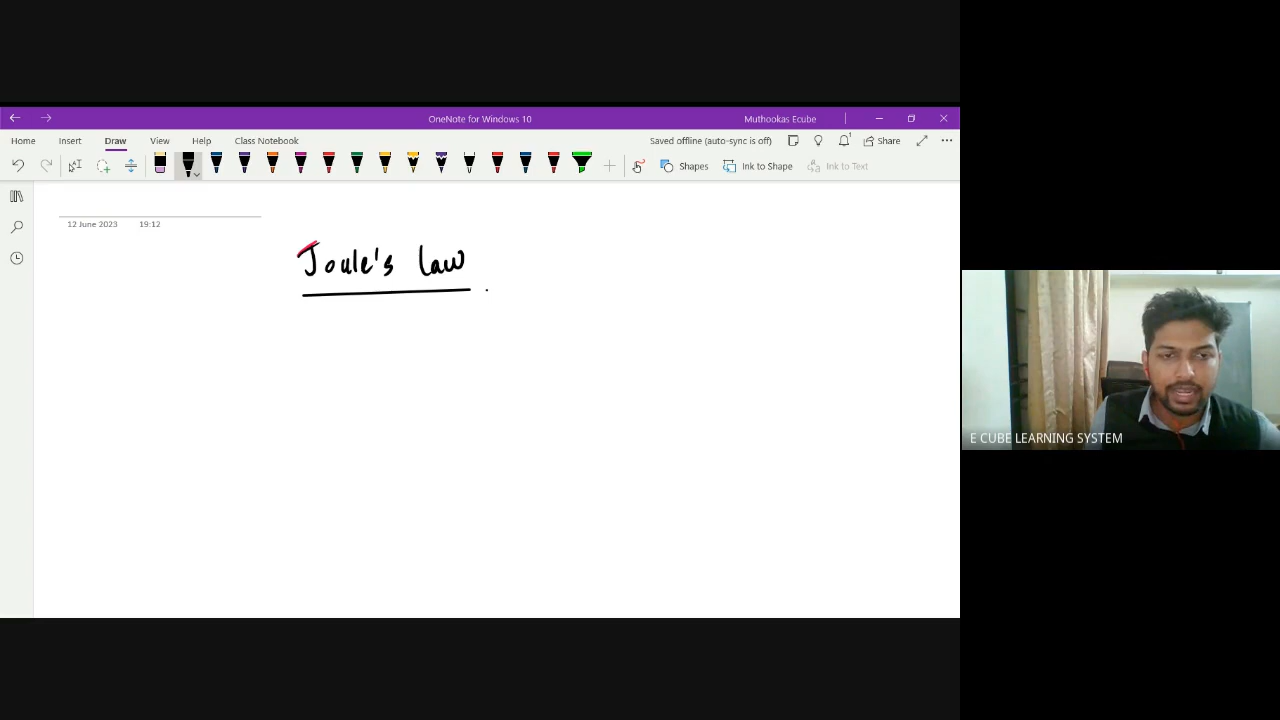 OneNote for Windows 10
Muthookas Ecube
Home Insert Draw View Help Class Notebook
Saved offline (auto-sync is off)
Share
Shapes Ink to Shape Ink to Text
12 June 2023 19:12
Joule's law
E CUBE LEARNING SYSTEM